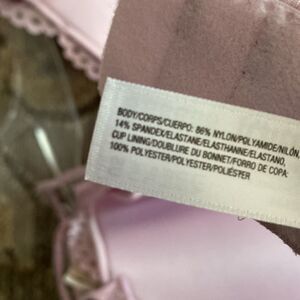 BODY/CORPS/CUERPO: 86% NYLON/POLYAMIDE/NILÓN,
14% SPANDEX/ELASTANE/ELASTHANNE/ELASTANO,
CUP LINING/DOUBLURE DU BONNET/FORRO DE COPA:
100% POLYESTER/POLYESTER/POLIÉSTER